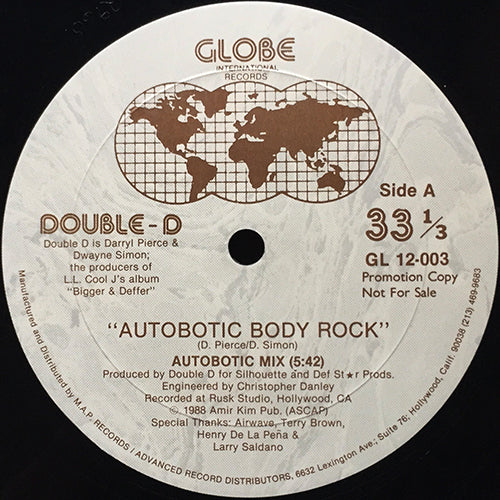 GLOBE
INTERNATIONAL
RECORDS
Side A
33 1/3
GL 12-003
Promotion Copy
Not For Sale
DOUBLE-D
Double D is Darryl Pierce &
Dwayne Simon;
the producers of
L.L. Cool J's album
"Bigger & Deffer"
"AUTOBOTIC BODY ROCK"
(D. Pierce/D. Simon)
AUTOBOTIC MIX (5:42)
Produced by Double D for Silhouette and Def St★r Prods.
Engineered by Christopher Danley
Recorded at Rusk Studio, Hollywood, CA
© 1988 Amir Kim Pub. (ASCAP)
Special Thanks: Airwave, Terry Brown,
Henry De La Peña &
Larry Saldano
Manufactured and Distributed by M.A.P. RECORDS / ADVANCED RECORD DISTRIBUTORS, 6632 Lexington Ave.; Suite 76; Hollywood, Calif. 90038 (213) 469-9683